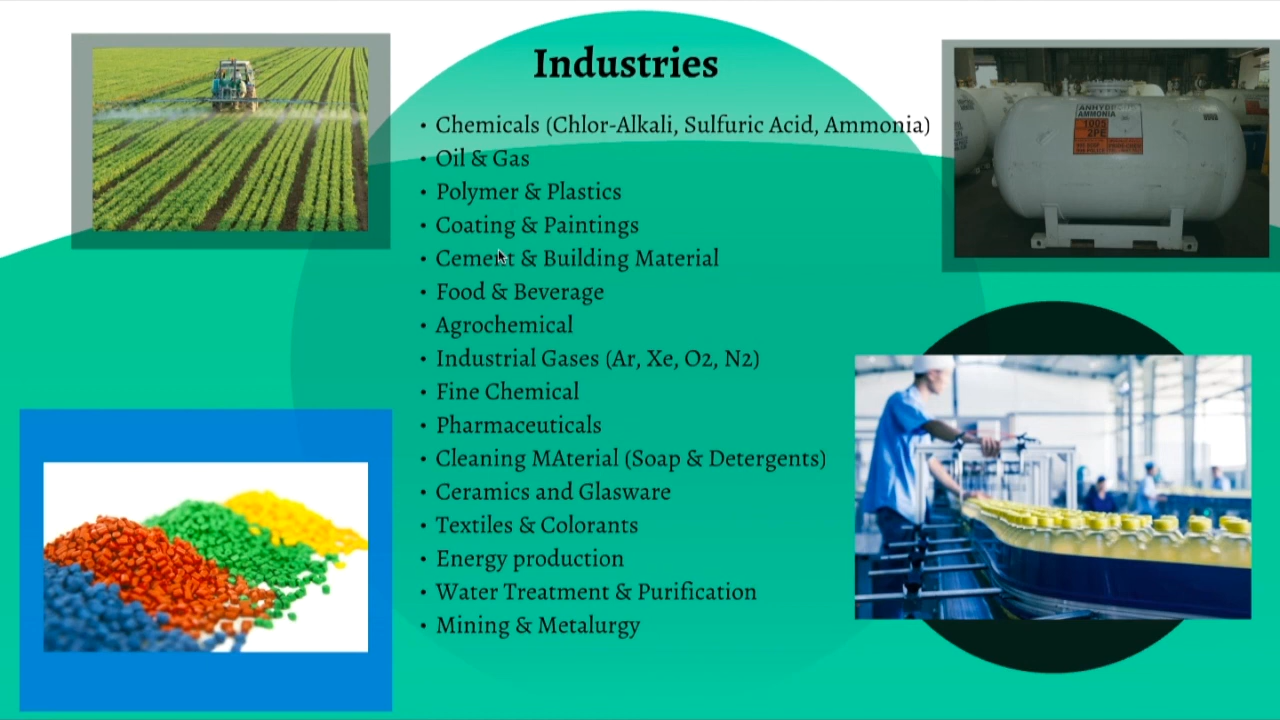 Industries
• Chemicals (Chlor-Alkali, Sulfuric Acid, Ammonia)
• Oil & Gas
• Polymer & Plastics
• Coating & Paintings
• Cement & Building Material
• Food & Beverage
• Agrochemical
• Industrial Gases (Ar, Xe, O2, N2)
• Fine Chemical
• Pharmaceuticals
• Cleaning MAterial (Soap & Detergents)
• Ceramics and Glasware
• Textiles & Colorants
• Energy production
• Water Treatment & Purification
• Mining & Metalurgy
ANHYDROUS
AMMONIA
1005
2PE